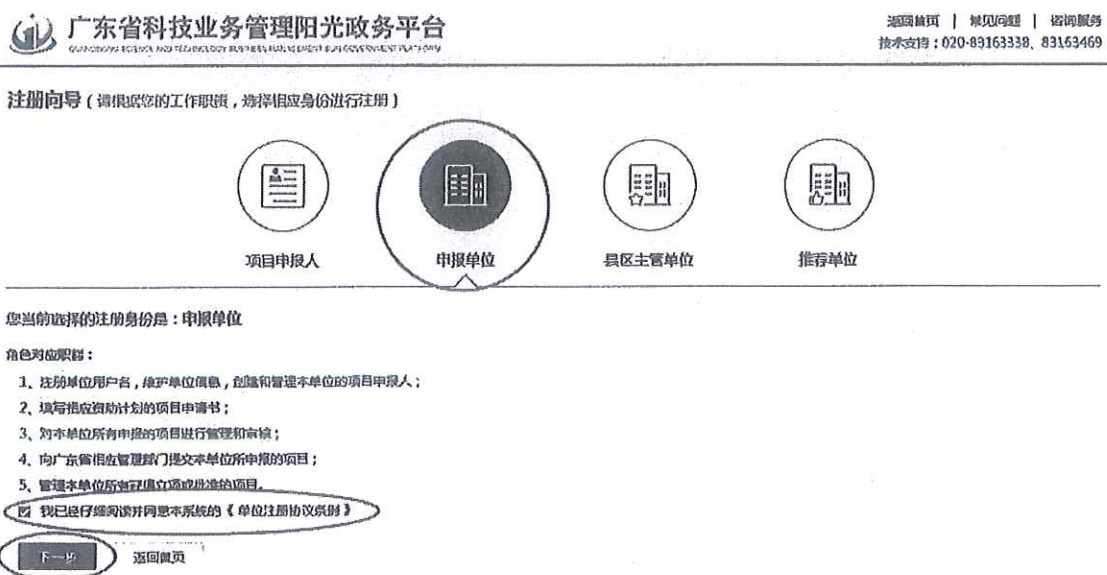 广东省科技业务管理阳光政务平台
GUANGDONG SCIENCE AND TECHNOLOGY BUSINESS MANAGEMENT SUN GOVERNMENT PLATFORM
返回首页 | 常见问题 | 咨询服务
技术支持:020-83163338、83163469
注册向导(请根据您的工作职责,选择相应身份进行注册)
项目申报人
申报单位
县区主管单位
推荐单位
您当前选择的注册身份是:申报单位
角色对应职能:
1、注册单位用户名,维护单位信息,创建和管理本单位的项目申报人;
2、填写相应资助计划的项目申请书;
3、对本单位所有申报的项目进行管理和审核;
4、向广东省相应管理部门提交本单位所申报的项目;
5、管理本单位所有已立项或批准的项目。
我已经仔细阅读并同意本系统的《单位注册协议条例》
下一步
返回首页